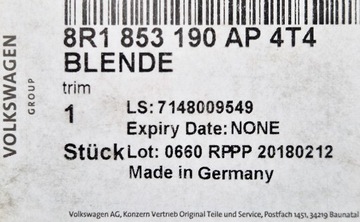 VOLKSWAGEN
GROUP
8R1 853 190 AP 4T4
BLENDE
trim
1 LS: 7148009549
Expiry Date: NONE
Stück Lot: 0660 RPPP 20180212
Made in Germany
Volkswagen AG, Konzern Vertrieb Original Teile und Service, Postfach 1451, 34219 Baunatal